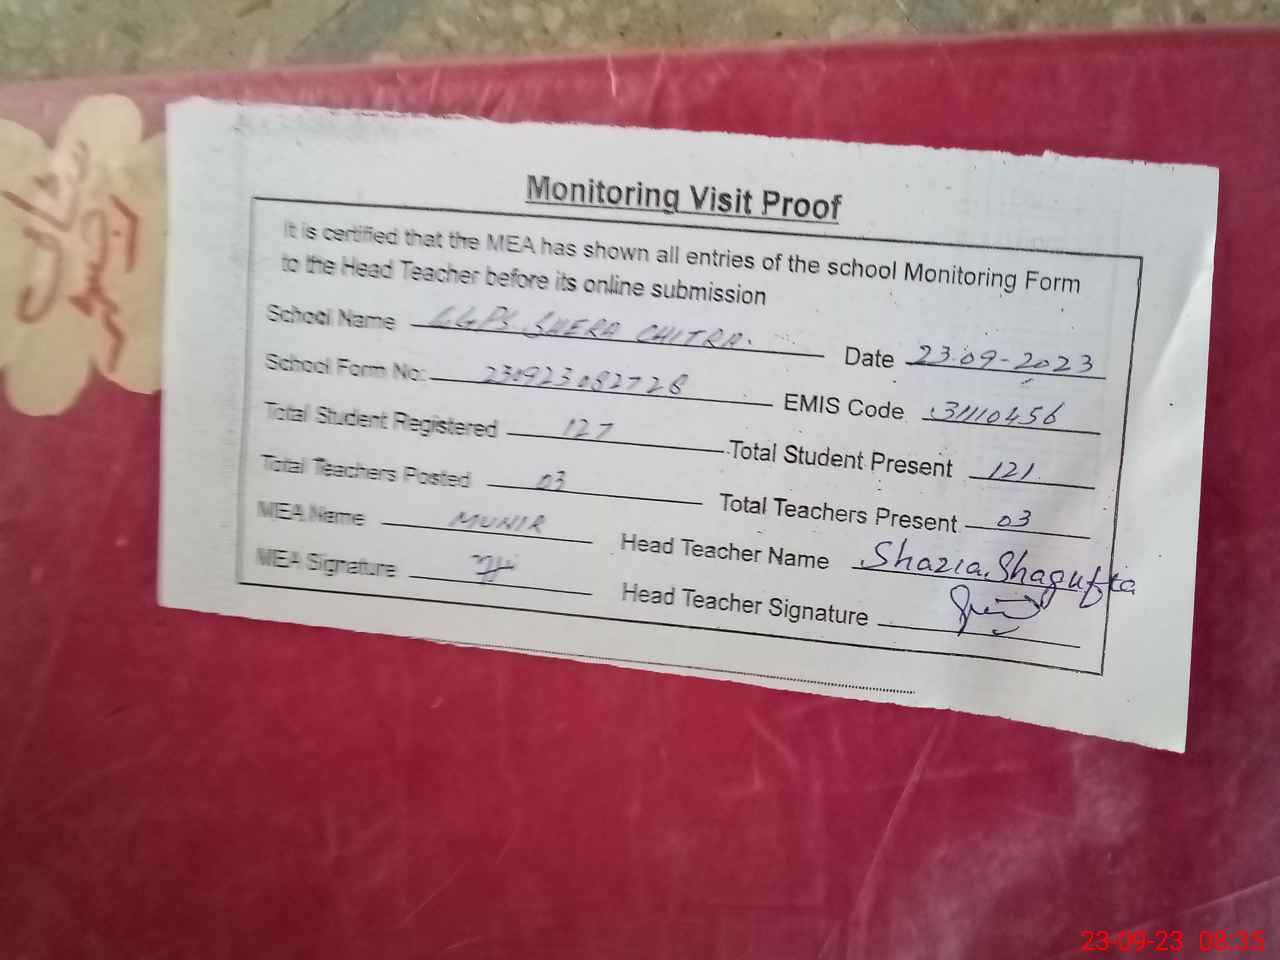 Monitoring Visit Proof
It is certified that the MEA has shown all entries of the school Monitoring Form
to the Head Teacher before its online submission
School Name GGPS SHERA CHITRA. Date 23.09-2023
School Form No: 230923082728 EMIS Code 31110456
Total Student Registered 127 Total Student Present 121
Total Teachers Posted 03 Total Teachers Present 03
MEA Name MUNIR Head Teacher Name Shazia Shagufta
MEA Signature Head Teacher Signature
23-09-23 08:35